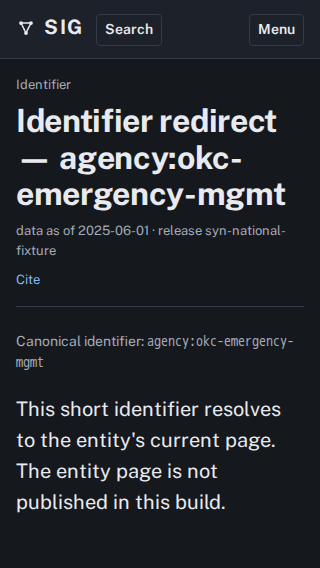 SIG Search Menu
Identifier
Identifier redirect
— agency:okc-
emergency-mgmt
data as of 2025-06-01 · release syn-national-
fixture
Cite
Canonical identifier: agency:okc-emergency-
mgmt
This short identifier resolves
to the entity's current page.
The entity page is not
published in this build.